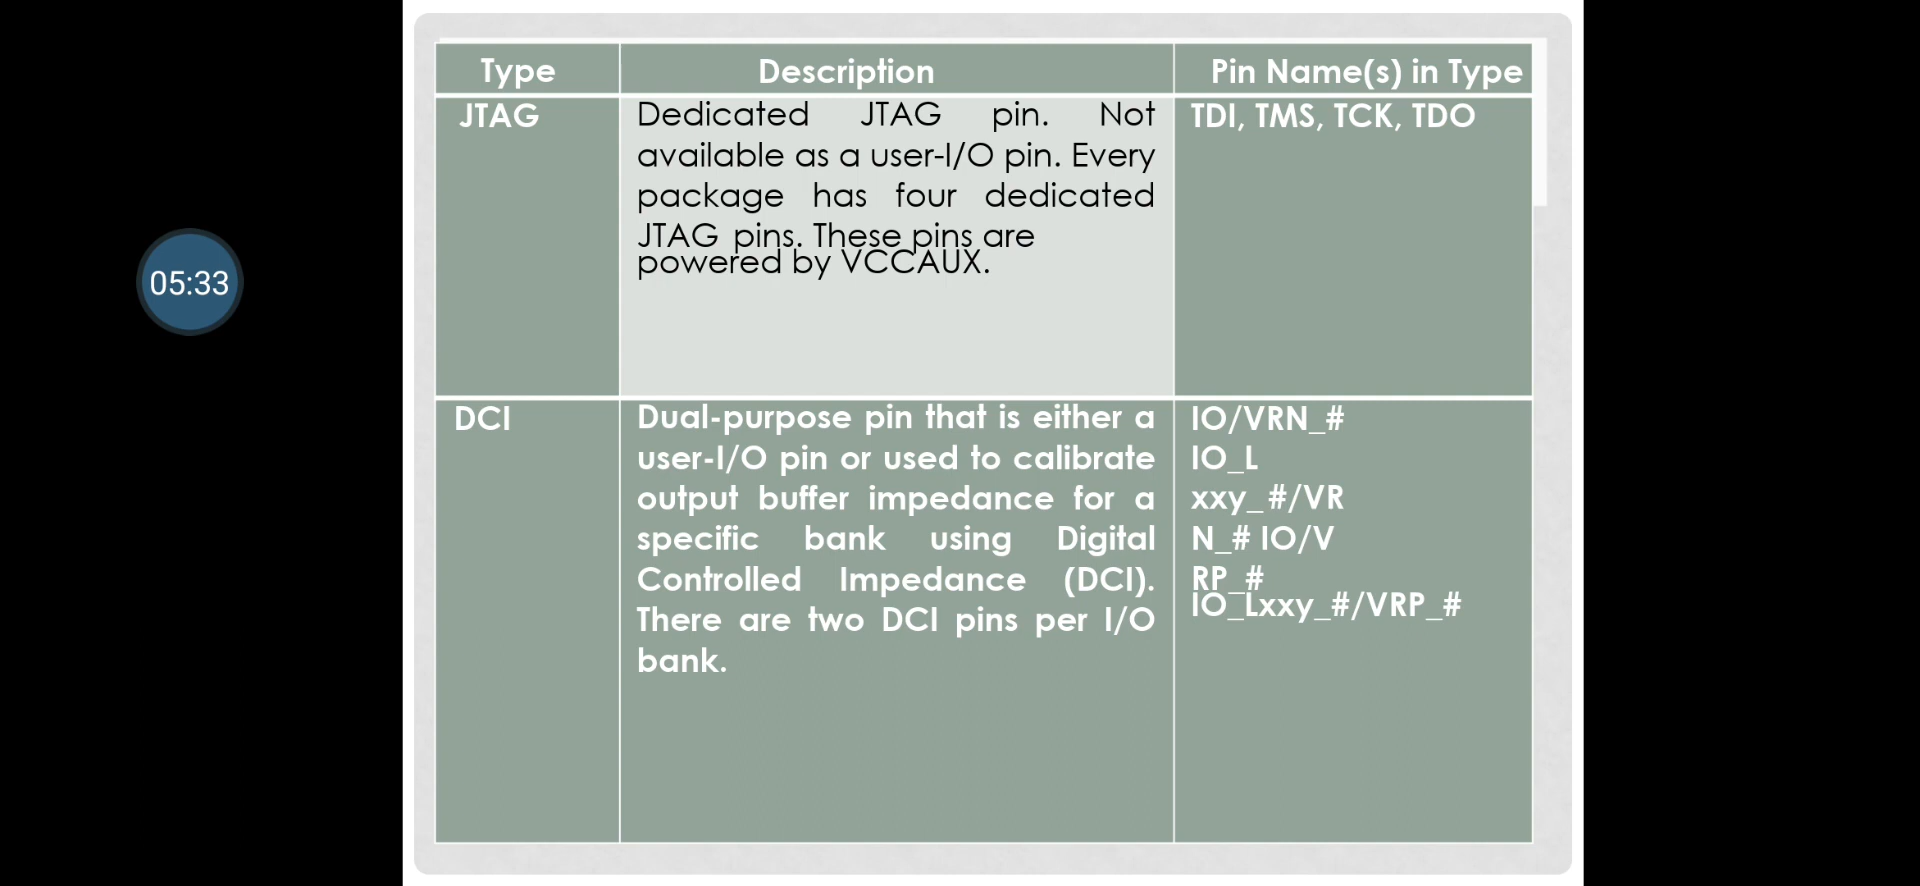 05:33
Type Description Pin Name(s) in Type
JTAG
Dedicated JTAG pin. Not
available as a user-I/O pin. Every
package has four dedicated
JTAG pins. These pins are
powered by VCCAUX.
TDI, TMS, TCK, TDO
DCI
Dual-purpose pin that is either a
user-I/O pin or used to calibrate
output buffer impedance for a
specific bank using Digital
Controlled Impedance (DCI).
There are two DCI pins per I/O
bank.
IO/VRN_#
IO_L
xxy_#/VR
N_# IO/V
RP_#
IO_Lxxy_#/VRP_#